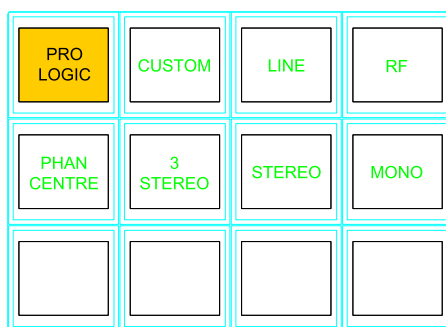 PRO
LOGIC
CUSTOM
LINE
RF
PHAN
CENTRE
3
STEREO
STEREO
MONO